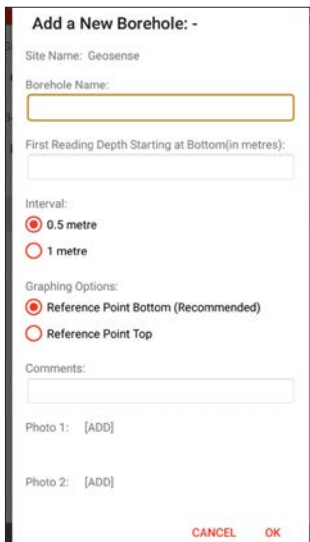 Add a New Borehole: -
Site Name: Geosense
Borehole Name:
First Reading Depth Starting at Bottom(in metres):
Interval:
0.5 metre
1 metre
Graphing Options:
Reference Point Bottom (Recommended)
Reference Point Top
Comments:
Photo 1: [ADD]
Photo 2: [ADD]
CANCEL OK